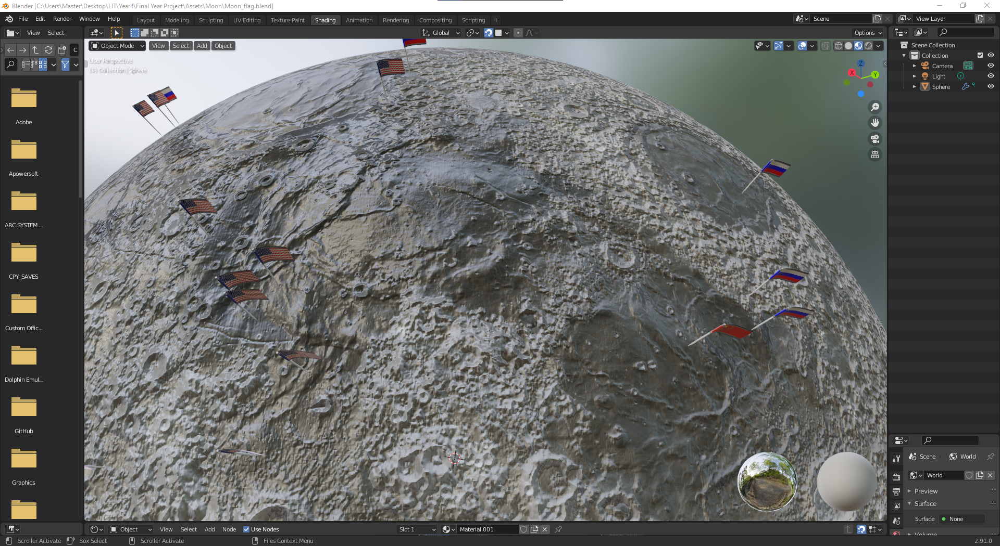 Blender [C:\Users\Master\Desktop\LIT\Year4\Final Year Project\Assets\Moon\Moon_flag.blend]
File Edit Render Window Help
Layout Modeling Sculpting UV Editing Texture Paint Shading Animation Rendering Compositing Scripting +
Scene
View Layer
View Select
Global
Options
C
Object Mode View Select Add Object
User Perspective
(1) Collection | Sphere
Z
X
Y
Scene Collection
Collection
Camera
Light
Sphere
Adobe
Apowersoft
ARC SYSTEM ...
CPY_SAVES
Custom Offic...
Dolphin Emul...
GitHub
Graphics
Scene World
World
Preview
Surface
Surface None
Volume
Object View Select Add Node Use Nodes
Slot 1
Material.001
Scroller Activate Box Select Scroller Activate Files Context Menu
2.91.0